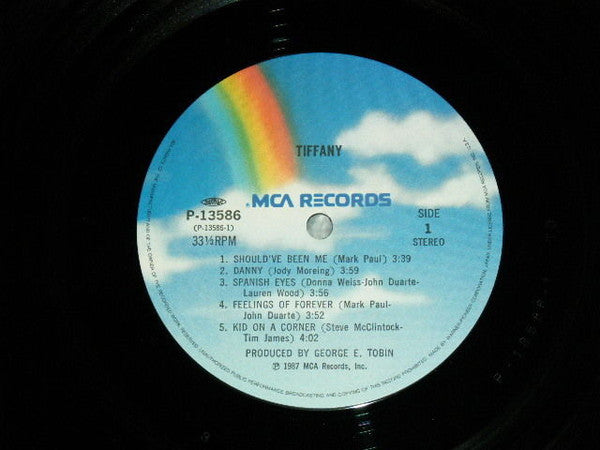 TIFFANY
MCA RECORDS
P-13586
(P-13586-1)
33⅓RPM
SIDE
1
STEREO
1. SHOULD'VE BEEN ME (Mark Paul) 3:39
2. DANNY (Jody Moreing) 3:59
3. SPANISH EYES (Donna Weiss-John Duarte-
Lauren Wood) 3:56
4. FEELINGS OF FOREVER (Mark Paul-
John Duarte) 3:52
5. KID ON A CORNER (Steve McClintock-
Tim James) 4:02
PRODUCED BY GEORGE E. TOBIN
℗ 1987 MCA Records, Inc.